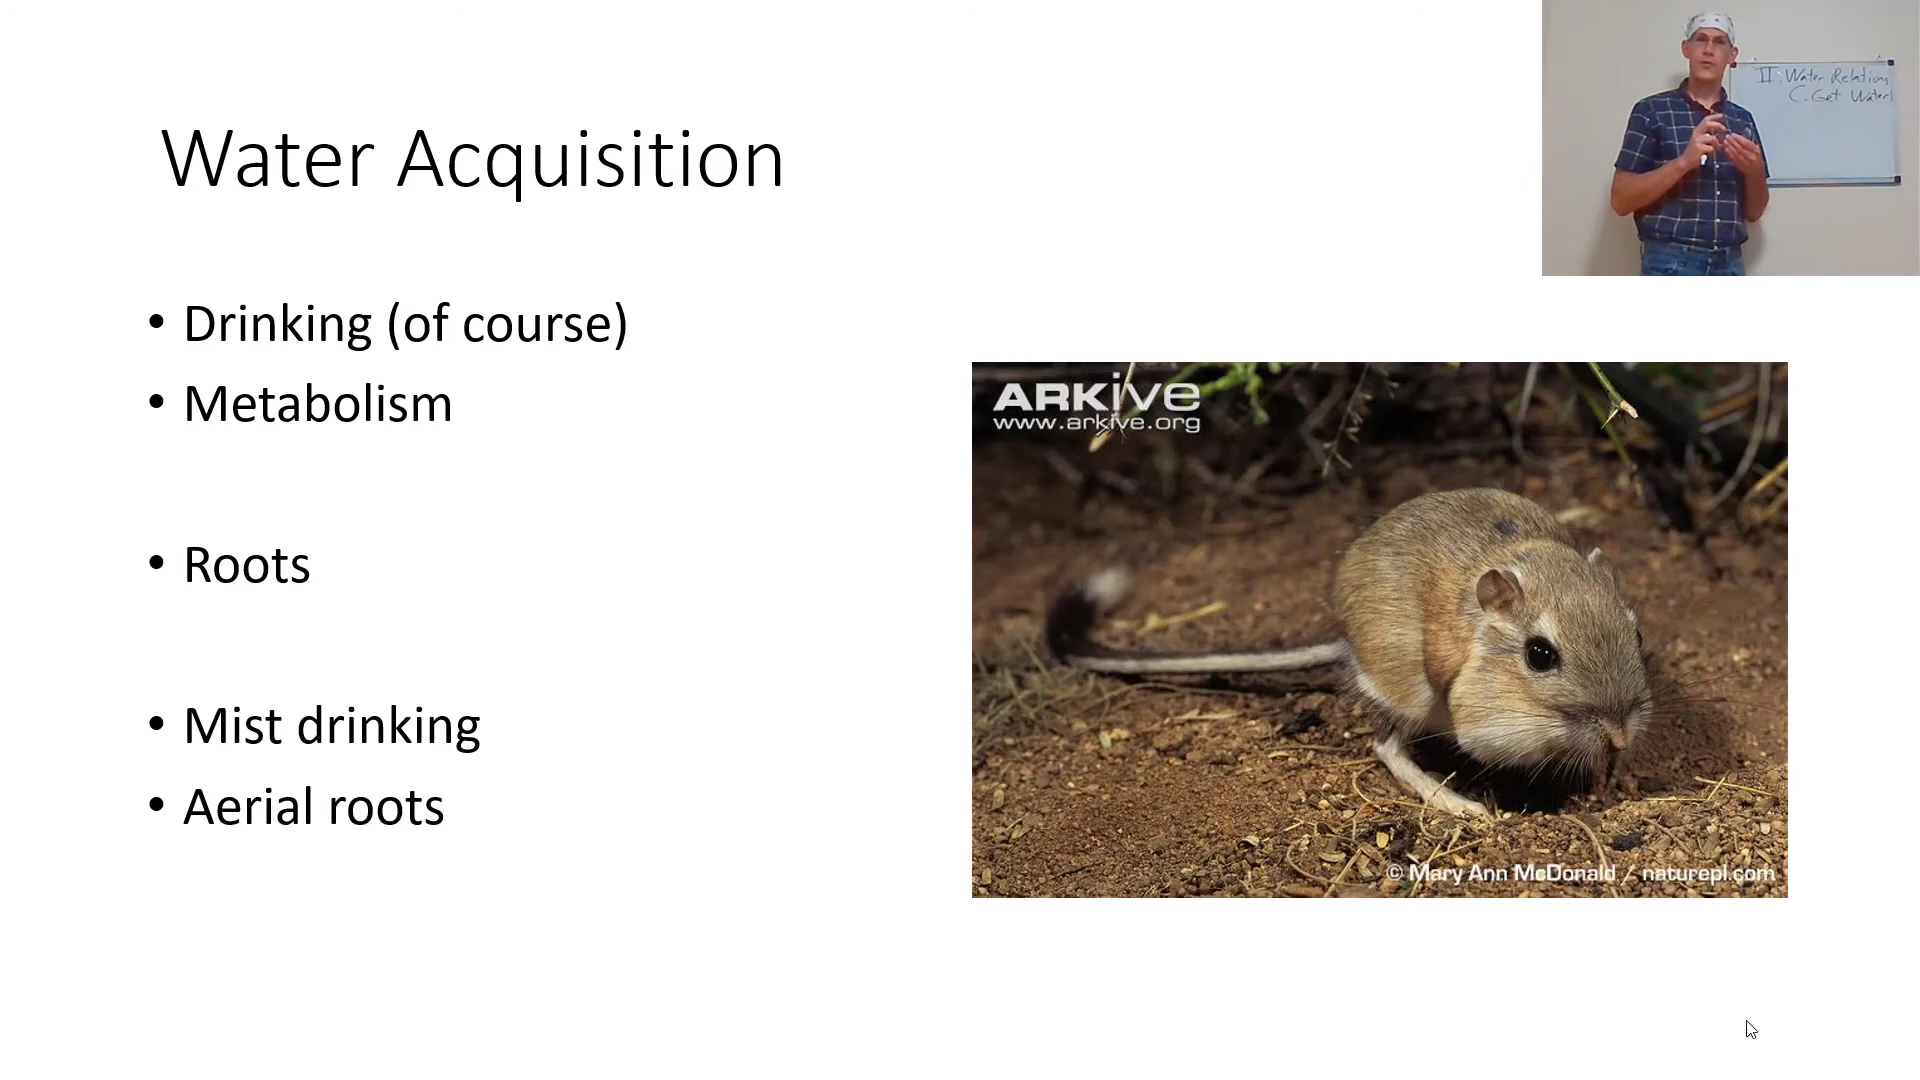 II. Water Relations
C. Get Water
Water Acquisition
• Drinking (of course)
• Metabolism
• Roots
• Mist drinking
• Aerial roots
ARKive
www.arkive.org
© Mary Ann McDonald / naturepl.com